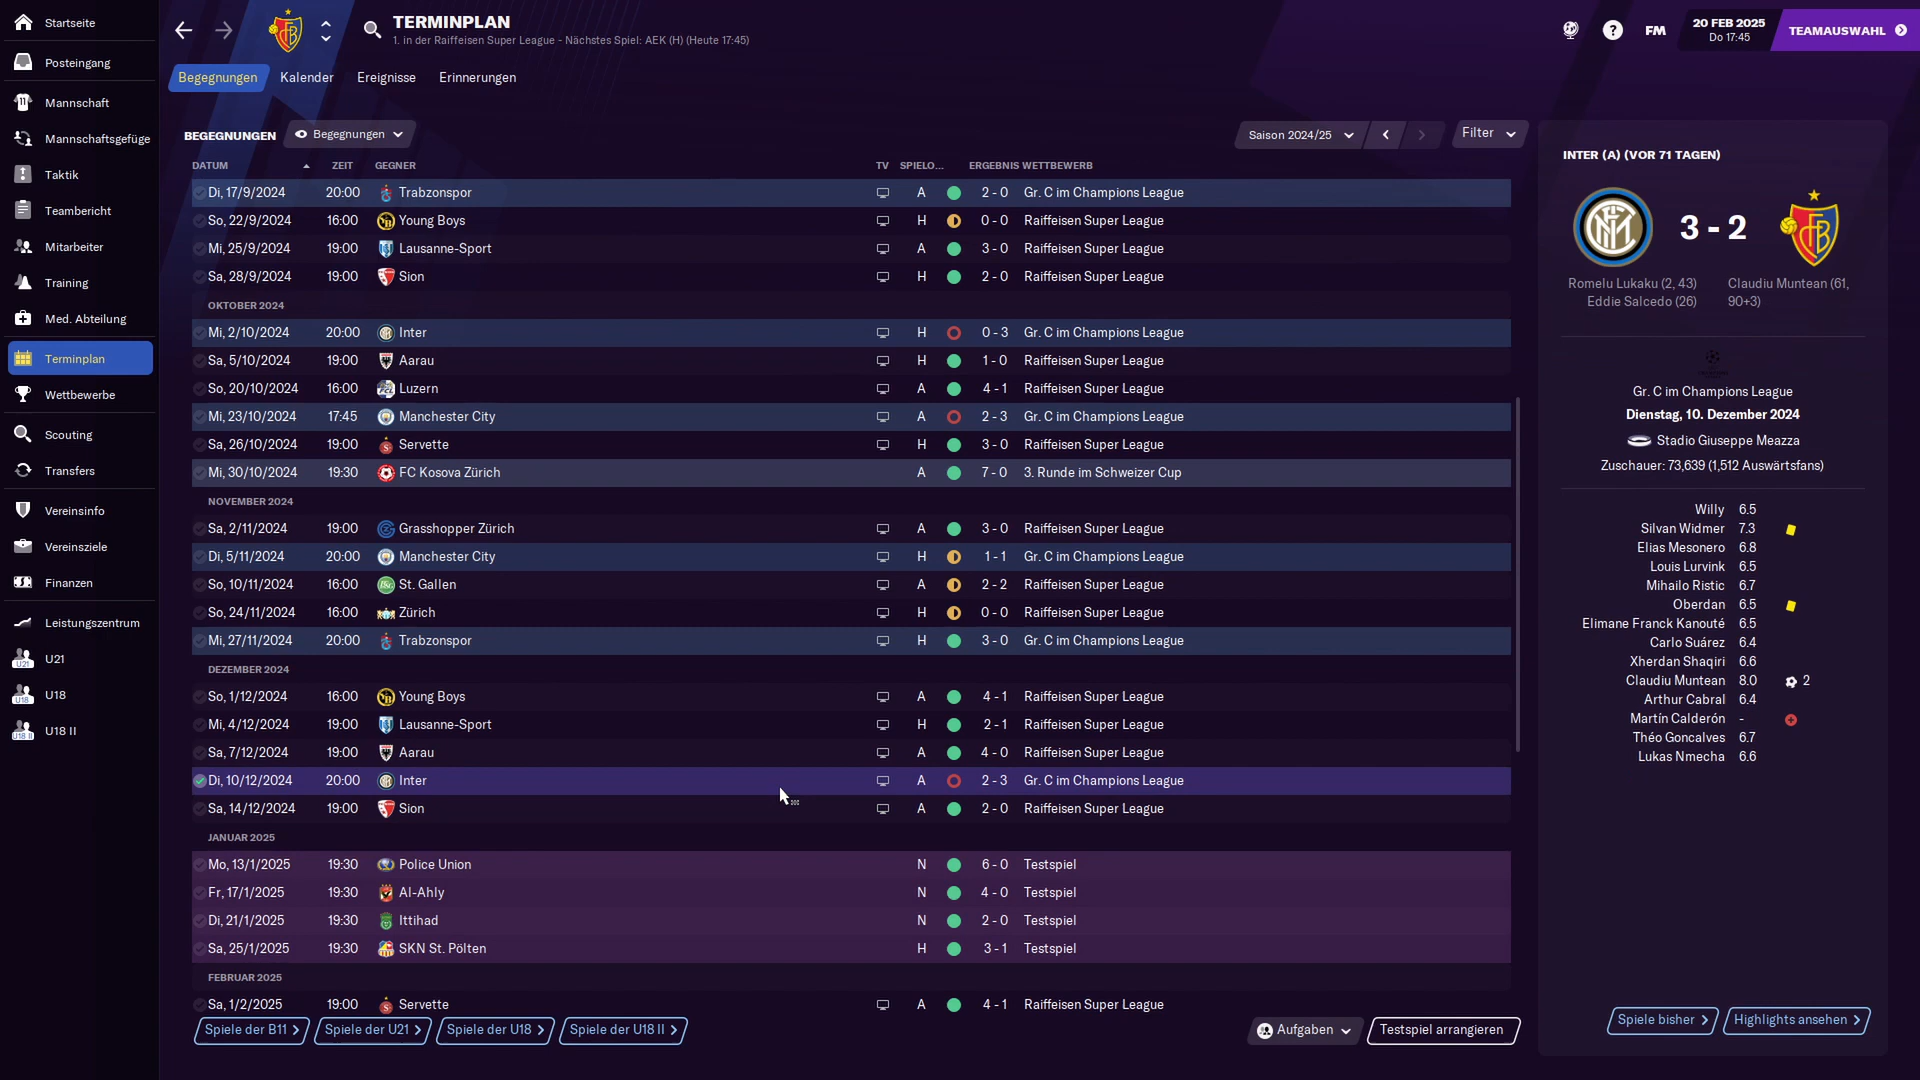 Startseite
Posteingang
Mannschaft
Mannschaftsgefüge
Taktik
Teambericht
Mitarbeiter
Training
Med. Abteilung
Terminplan
Wettbewerbe
Scouting
Transfers
Vereinsinfo
Vereinsziele
Finanzen
Leistungszentrum
U21
U18
U18 II
TERMINPLAN
1. in der Raiffeisen Super League - Nächstes Spiel: AEK (H) (Heute 17:45)
FM
20 FEB 2025
Do 17:45
TEAMAUSWAHL
Begegnungen Kalender Ereignisse Erinnerungen
BEGEGNUNGEN Begegnungen Saison 2024/25 Filter
DATUM ZEIT GEGNER TV SPIELO... ERGEBNIS WETTBEWERB
Di, 17/9/2024 20:00 Trabzonspor A 2 - 0 Gr. C im Champions League
So, 22/9/2024 16:00 Young Boys H 0 - 0 Raiffeisen Super League
Mi, 25/9/2024 19:00 Lausanne-Sport A 3 - 0 Raiffeisen Super League
Sa, 28/9/2024 19:00 Sion H 2 - 0 Raiffeisen Super League
OKTOBER 2024
Mi, 2/10/2024 20:00 Inter H 0 - 3 Gr. C im Champions League
Sa, 5/10/2024 19:00 Aarau H 1 - 0 Raiffeisen Super League
So, 20/10/2024 16:00 Luzern A 4 - 1 Raiffeisen Super League
Mi, 23/10/2024 17:45 Manchester City A 2 - 3 Gr. C im Champions League
Sa, 26/10/2024 19:00 Servette H 3 - 0 Raiffeisen Super League
Mi, 30/10/2024 19:30 FC Kosova Zürich A 7 - 0 3. Runde im Schweizer Cup
NOVEMBER 2024
Sa, 2/11/2024 19:00 Grasshopper Zürich A 3 - 0 Raiffeisen Super League
Di, 5/11/2024 20:00 Manchester City H 1 - 1 Gr. C im Champions League
So, 10/11/2024 16:00 St. Gallen A 2 - 2 Raiffeisen Super League
So, 24/11/2024 16:00 Zürich H 0 - 0 Raiffeisen Super League
Mi, 27/11/2024 20:00 Trabzonspor H 3 - 0 Gr. C im Champions League
DEZEMBER 2024
So, 1/12/2024 16:00 Young Boys A 4 - 1 Raiffeisen Super League
Mi, 4/12/2024 19:00 Lausanne-Sport H 2 - 1 Raiffeisen Super League
Sa, 7/12/2024 19:00 Aarau A 4 - 0 Raiffeisen Super League
Di, 10/12/2024 20:00 Inter A 2 - 3 Gr. C im Champions League
Sa, 14/12/2024 19:00 Sion A 2 - 0 Raiffeisen Super League
JANUAR 2025
Mo, 13/1/2025 19:30 Police Union N 6 - 0 Testspiel
Fr, 17/1/2025 19:30 Al-Ahly N 4 - 0 Testspiel
Di, 21/1/2025 19:30 Ittihad N 2 - 0 Testspiel
Sa, 25/1/2025 19:30 SKN St. Pölten H 3 - 1 Testspiel
FEBRUAR 2025
Sa, 1/2/2025 19:00 Servette A 4 - 1 Raiffeisen Super League
Spiele der B11 Spiele der U21 Spiele der U18 Spiele der U18 II Aufgaben Testspiel arrangieren
INTER (A) (VOR 71 TAGEN)
3 - 2
Romelu Lukaku (2, 43) Claudiu Muntean (61,
Eddie Salcedo (26) 90+3)
Gr. C im Champions League
Dienstag, 10. Dezember 2024
Stadio Giuseppe Meazza
Zuschauer: 73,639 (1,512 Auswärtsfans)
Willy 6.5
Silvan Widmer 7.3
Elias Mesonero 6.8
Louis Lurvink 6.5
Mihailo Ristic 6.7
Oberdan 6.5
Elimane Franck Kanouté 6.5
Carlo Suárez 6.4
Xherdan Shaqiri 6.6
Claudiu Muntean 8.0 2
Arthur Cabral 6.4
Martín Calderón -
Théo Goncalves 6.7
Lukas Nmecha 6.6
Spiele bisher Highlights ansehen